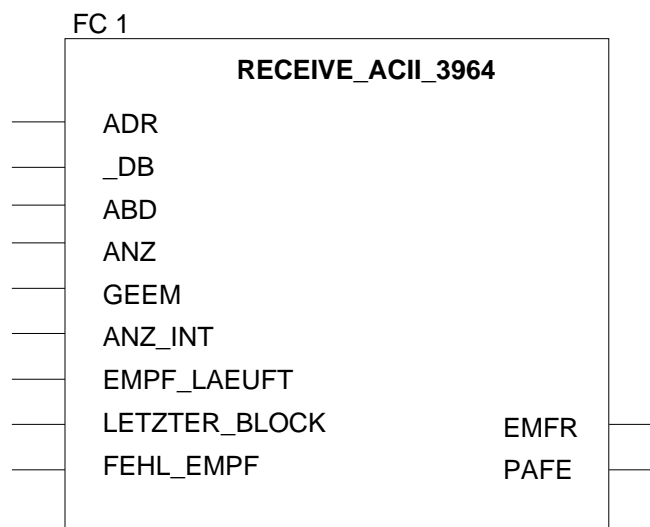 FC 1
RECEIVE_ACII_3964
ADR
_DB
ABD
ANZ
GEEM
ANZ_INT
EMPF_LAEUFT
LETZTER_BLOCK EMFR
FEHL_EMPF PAFE